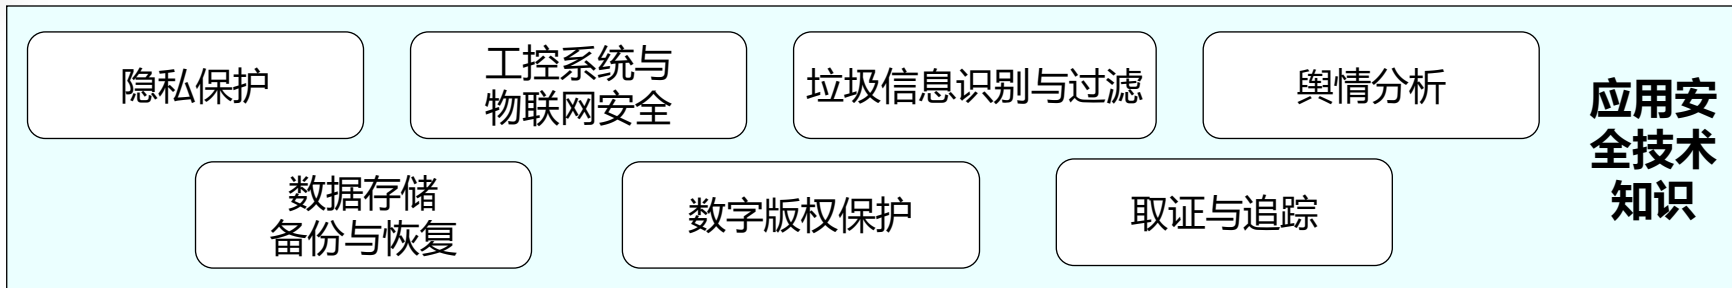 隐私保护
工控系统与
物联网安全
垃圾信息识别与过滤
舆情分析
数据存储
备份与恢复
数字版权保护
取证与追踪
应用安
全技术
知识